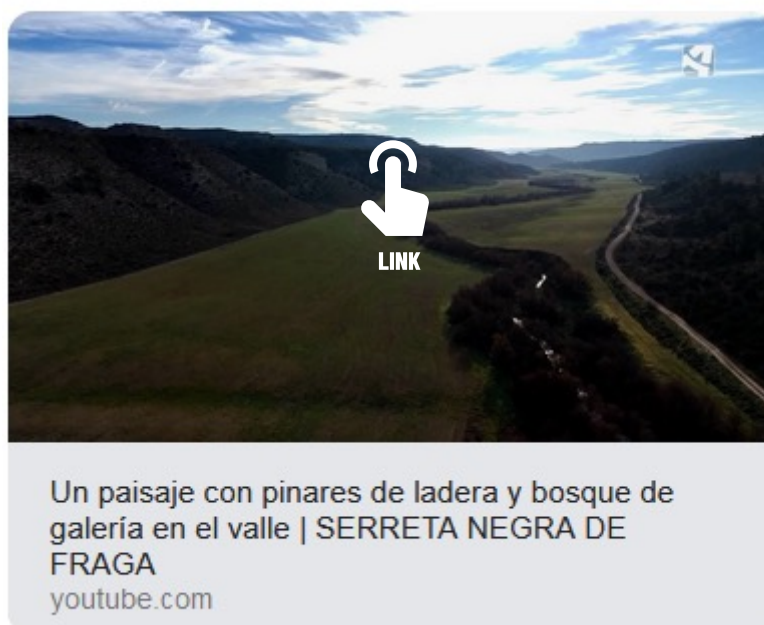 LINK
Un paisaje con pinares de ladera y bosque de
galería en el valle | SERRETA NEGRA DE
FRAGA
youtube.com